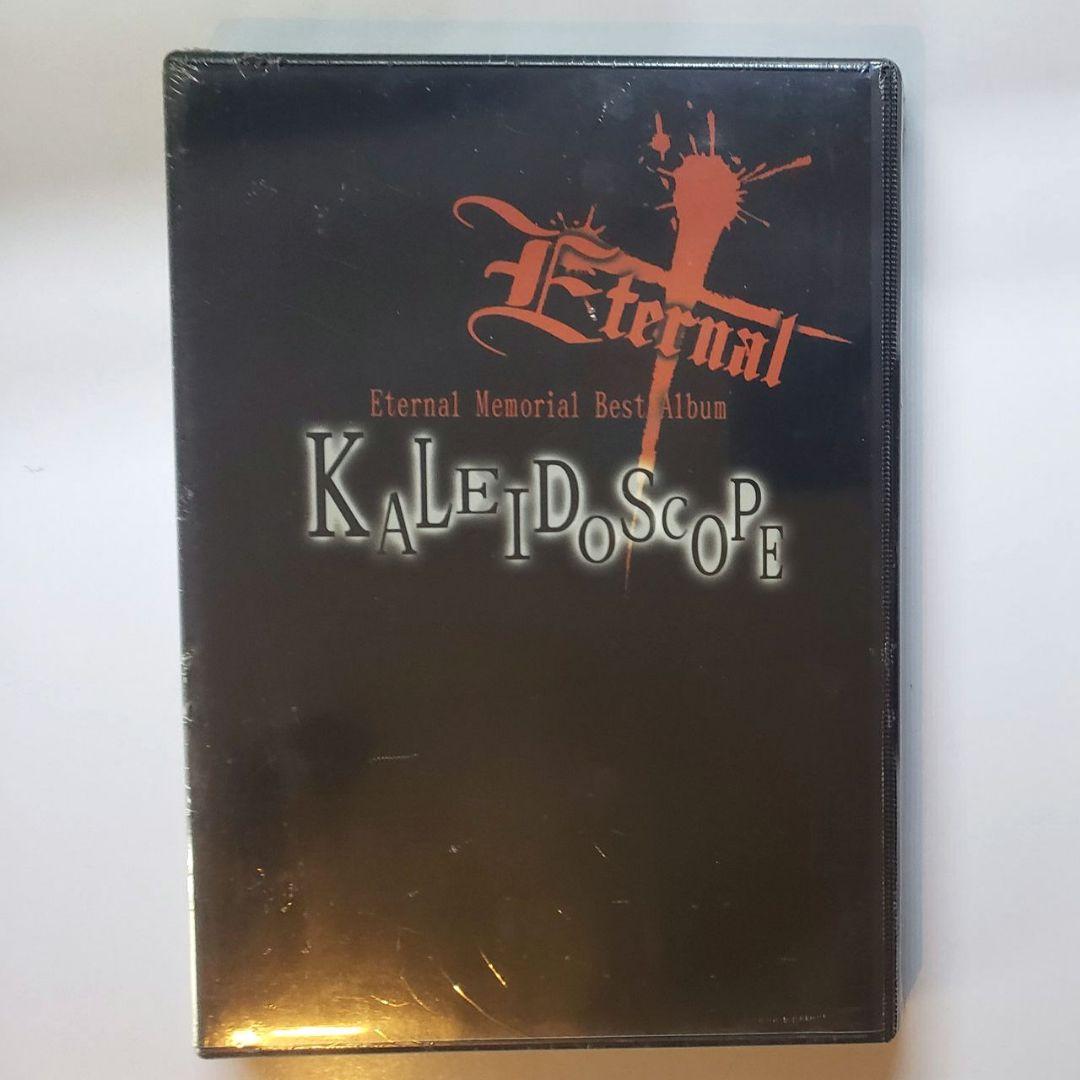 Eternal
Eternal Memorial Best Album
KALEIDOSCOPE